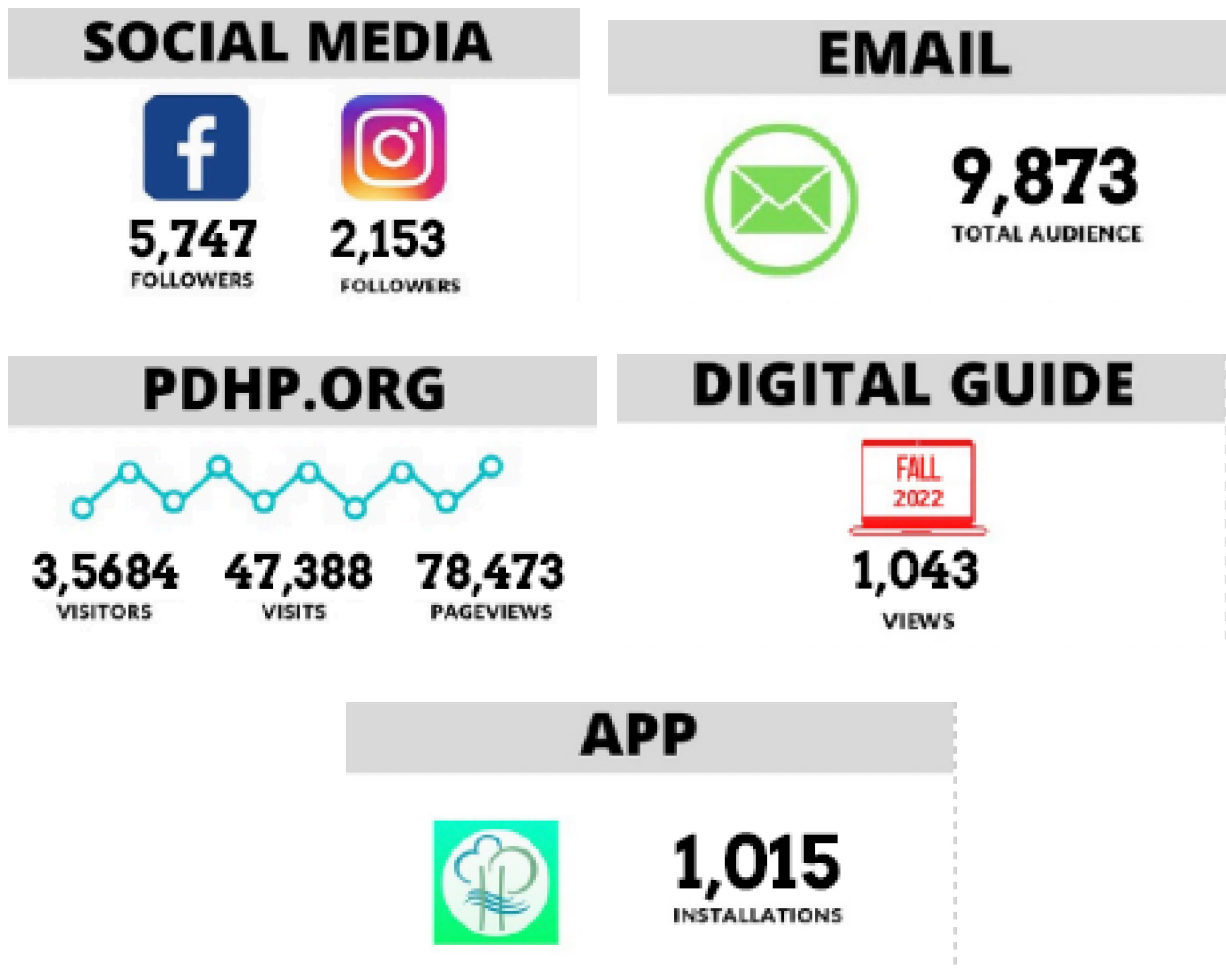 SOCIAL MEDIA
5,747
FOLLOWERS
2,153
FOLLOWERS
EMAIL
9,873
TOTAL AUDIENCE
PDHP.ORG
3,5684
VISITORS
47,388
VISITS
78,473
PAGEVIEWS
DIGITAL GUIDE
FALL
2022
1,043
VIEWS
APP
1,015
INSTALLATIONS